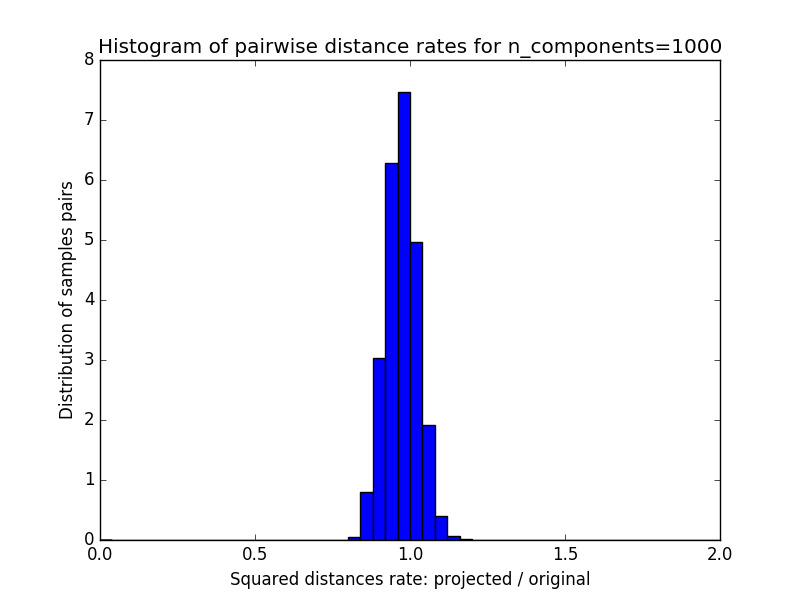 Histogram of pairwise distance rates for n_components=1000
8
7
6
5
4
3
2
1
0
Distribution of samples pairs
0.0 0.5 1.0 1.5 2.0
Squared distances rate: projected / original